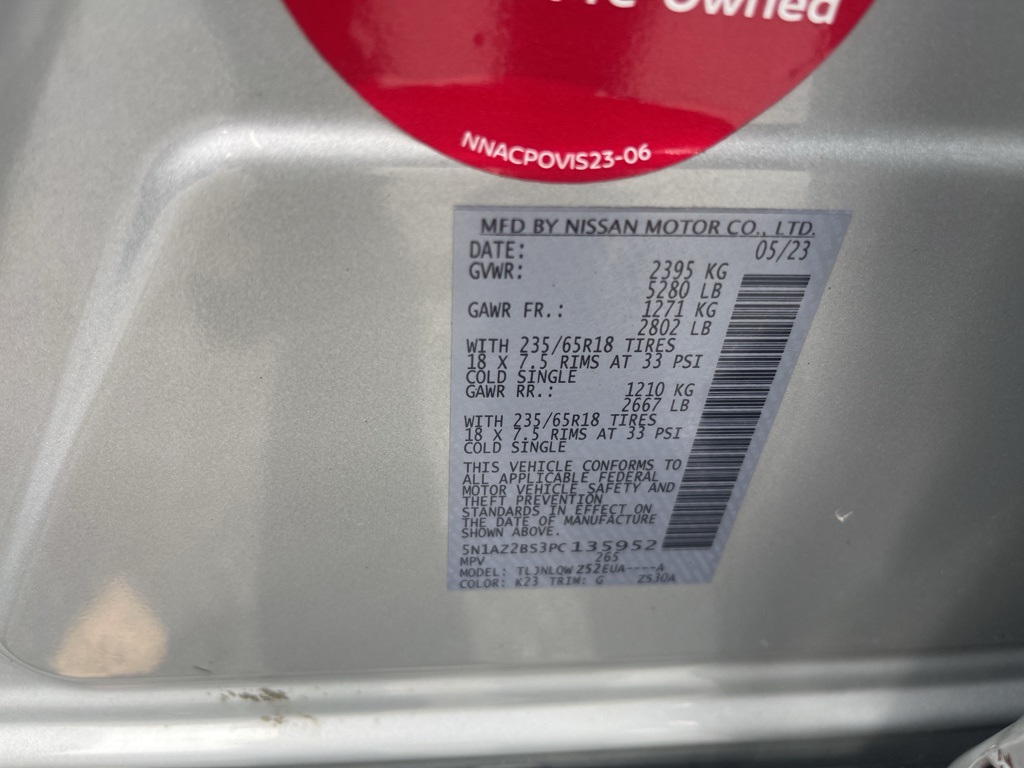 Pre-Owned
NNACPOVIS23-06
MFD BY NISSAN MOTOR CO., LTD.
DATE: 05/23
GVWR: 2395 KG
5280 LB
GAWR FR.: 1271 KG
2802 LB
WITH 235/65R18 TIRES
18 X 7.5 RIMS AT 33 PSI
COLD SINGLE
GAWR RR.: 1210 KG
2667 LB
WITH 235/65R18 TIRES
18 X 7.5 RIMS AT 33 PSI
COLD SINGLE
THIS VEHICLE CONFORMS TO
ALL APPLICABLE FEDERAL
MOTOR VEHICLE SAFETY AND
THEFT PREVENTION
STANDARDS IN EFFECT ON
THE DATE OF MANUFACTURE
SHOWN ABOVE.
5N1AZ2BS3PC135952
MPV 265
MODEL: TLJNLQWZ52EUA----A
COLOR: K23 TRIM: G Z530A